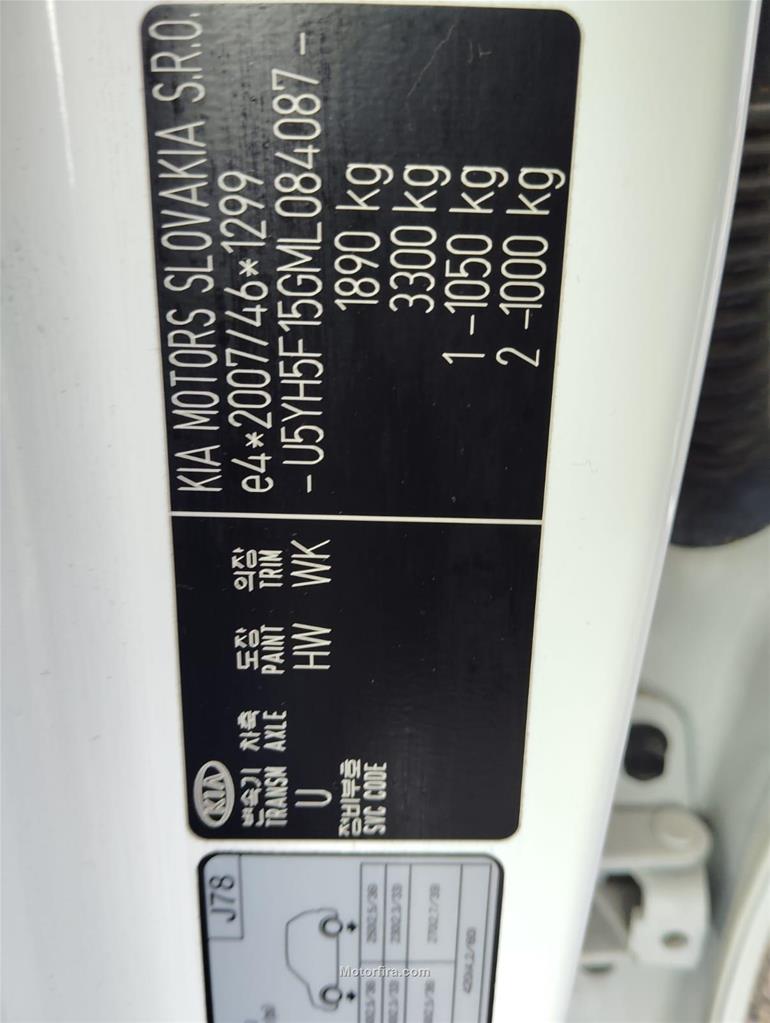 KIA MOTORS SLOVAKIA S.R.O.
e4*2007/46*1299
- U5YH5F15GML084087 -
1890 kg
3300 kg
1 -1050 kg
2 -1000 kg
KIA
변속기 차축 도장 의장
TRANSM AXLE PAINT TRIM
U HW WK
정비부호
SVC CODE
J78
Motorfira.com